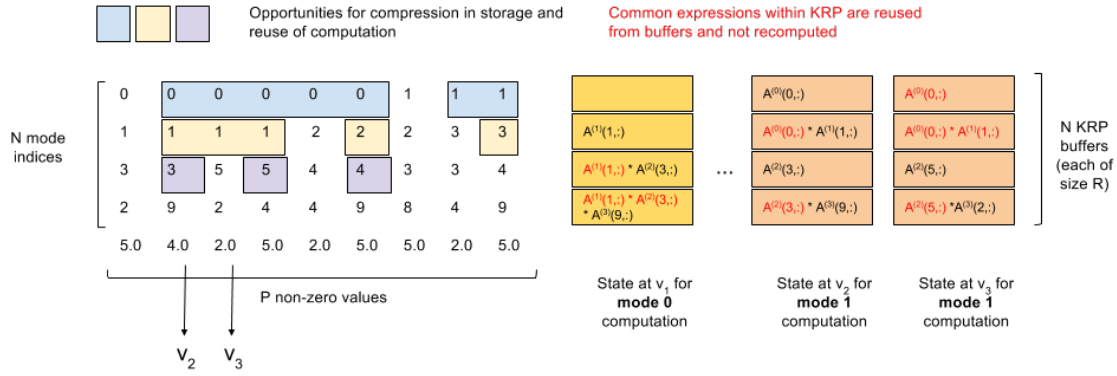 Opportunities for compression in storage and
reuse of computation
Common expressions within KRP are reused
from buffers and not recomputed
N mode
indices
0 0 0 0 0 0 1 1 1
1 1 1 1 2 2 2 3 3
3 3 5 5 4 4 3 3 4
2 9 2 4 4 9 8 4 9
5.0 4.0 2.0 5.0 2.0 5.0 5.0 2.0 5.0
P non-zero values
V2
V3
A(1)(1,:)
A(1)(1,:) * A(2)(3,:)
A(1)(1,:) * A(2)(3,:)
* A(3)(9,:)
State at v1 for
mode 0
computation
...
A(0)(0,:)
A(0)(0,:) * A(1)(1,:)
A(2)(3,:)
A(2)(3,:) * A(3)(9,:)
State at v2 for
mode 1
computation
A(0)(0,:)
A(0)(0,:) * A(1)(1,:)
A(2)(5,:)
A(2)(5,:) *A(3)(2,:)
State at v3 for
mode 1
computation
N KRP
buffers
(each of
size R)